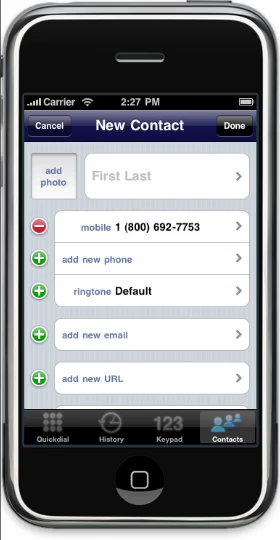 Carrier 2:27 PM
Cancel New Contact Done
add
photo
First Last
mobile 1 (800) 692-7753
add new phone
ringtone Default
add new email
add new URL
123
Quickdial History Keypad Contacts